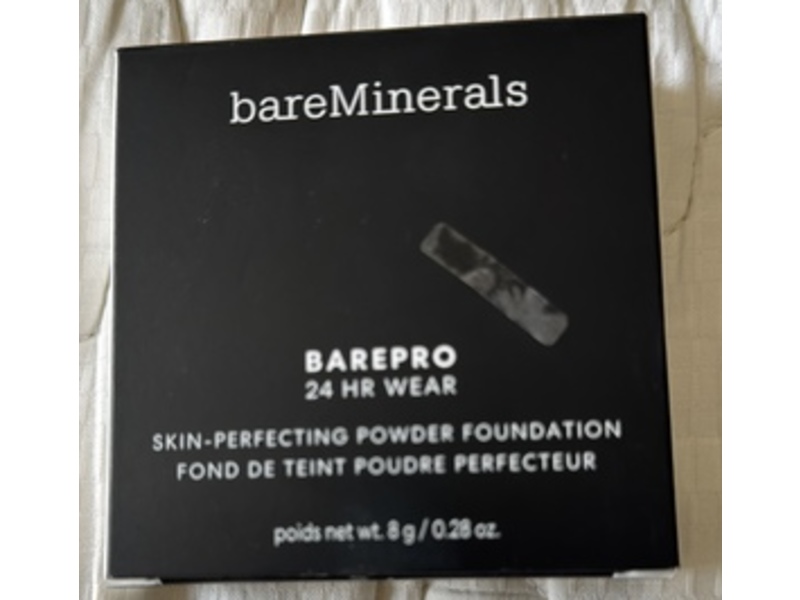 bareMinerals
BAREPRO
24 HR WEAR
SKIN-PERFECTING POWDER FOUNDATION
FOND DE TEINT POUDRE PERFECTEUR
poids net wt. 8 g / 0.28 oz.